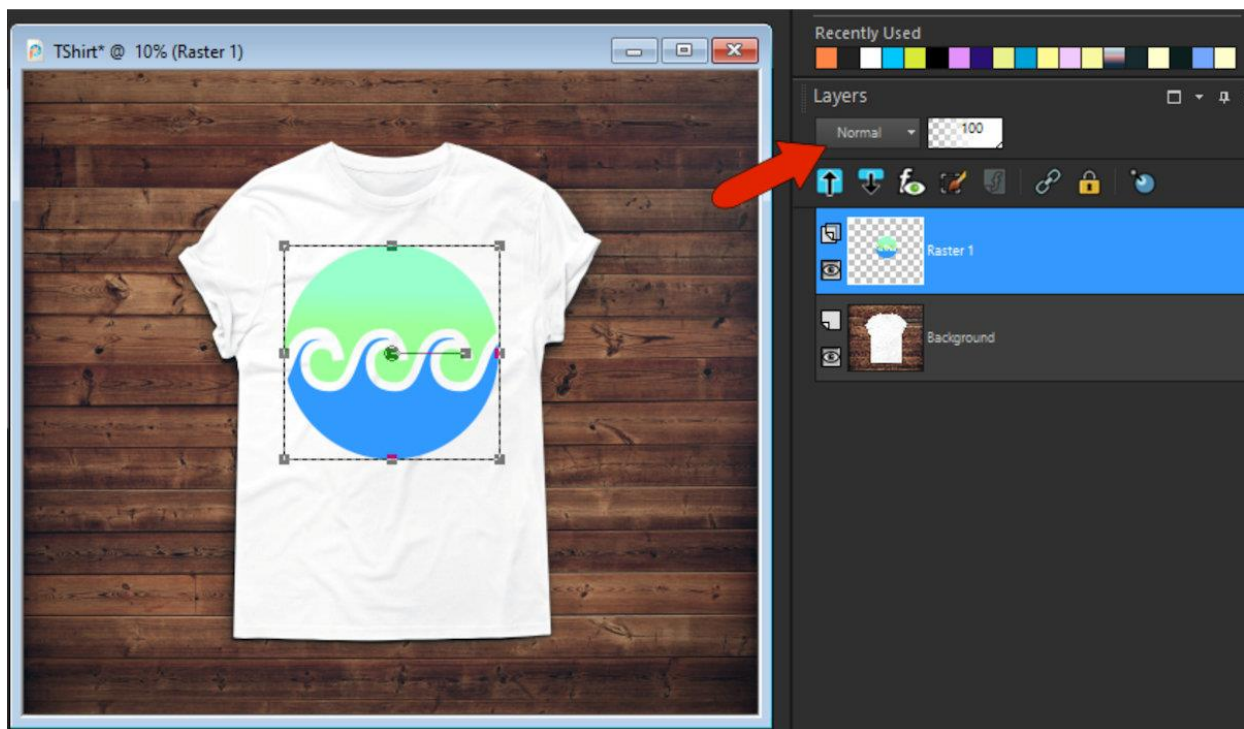 TShirt* @ 10% (Raster 1)
Recently Used
Layers
Normal
100
Raster 1
Background